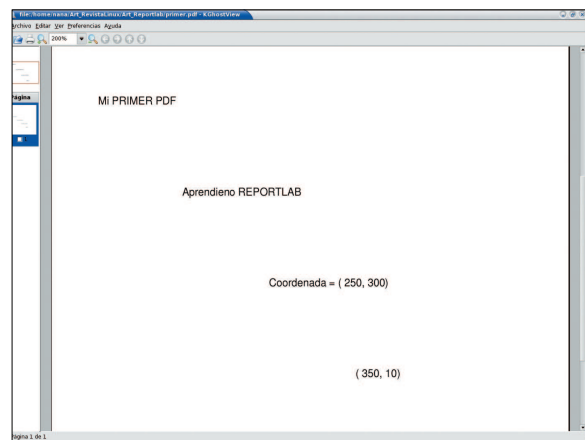 file:/home/nana/Art_RevistaLinux/Art_Reportlab/primer.pdf - KGhostView
Archivo Editar Ver Preferencias Ayuda
200%
Página
Mi PRIMER PDF
Aprendieno REPORTLAB
Coordenada = ( 250, 300)
( 350, 10)
Página 1 de 1